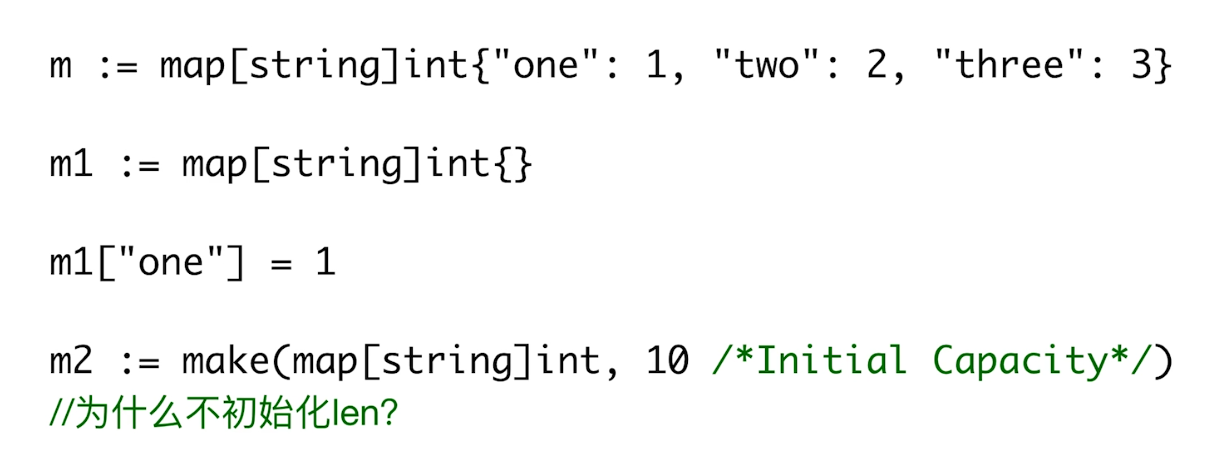 m := map[string]int{"one": 1, "two": 2, "three": 3}
m1 := map[string]int{}
m1["one"] = 1
m2 := make(map[string]int, 10 /*Initial Capacity*/)
//为什么不初始化len?